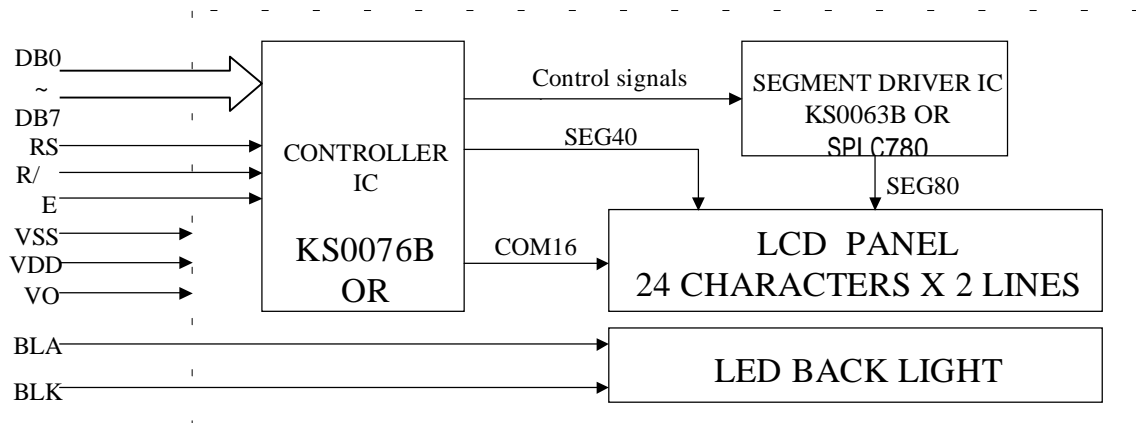 DB0
~
DB7
RS
R/
E
VSS
VDD
VO
BLA
BLK
CONTROLLER
IC
KS0076B
OR
Control signals
SEG40
COM16
SEGMENT DRIVER IC
KS0063B OR
SPLC780
SEG80
LCD PANEL
24 CHARACTERS X 2 LINES
LED BACK LIGHT